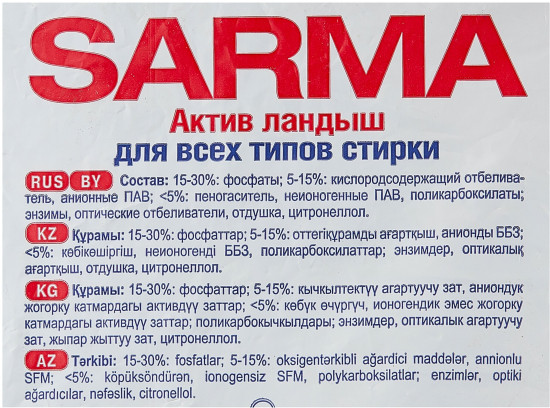 SARMA
Актив ландыш
для всех типов стирки
RUS BY Состав: 15-30%: фосфаты; 5-15%: кислородсодержащий отбелива-
тель, анионные ПАВ; <5%: пеногаситель, неионогенные ПАВ, поликарбоксилаты;
энзимы, оптические отбеливатели, отдушка, цитронеллол.
KZ Құрамы: 15-30%: фосфаттар; 5-15%: оттегіқұрамды ағартқыш, анионды ББЗ;
<5%: көбікөшіргіш, неионогенді ББЗ, поликарбоксилаттар; энзимдер, оптикалық
ағартқыш, отдушка, цитронеллол.
KG Құрамы: 15-30%: фосфаттар; 5-15%: кычкылтектүү агартуучу зат, аниондук
жогорку катмардагы активдүү заттар; <5%: көбүк өчүргүч, ионогендик эмес жогорку
катмардагы активдүү заттар; поликарбокычкылдары; энзимдер, оптикалык агартуучу
зат, жыпар жыттуу зат, цитронеллол.
AZ Tərkibi: 15-30%: fosfatlar; 5-15%: oksigentərkibli ağardici maddələr, annionlu
SFM; <5%: köpüksöndürən, ionogensiz SFM, polykarboksilatlar; enzimlər, optiki
ağardıcılar, nəfəslik, citronellol.